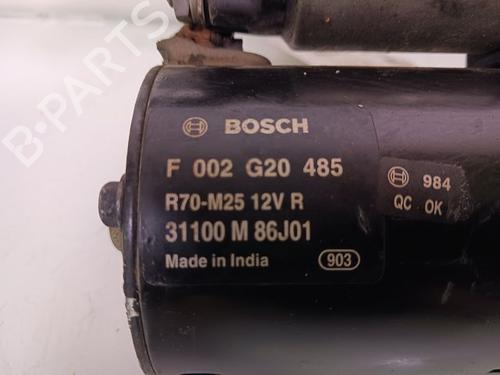 B-PARTS
BOSCH
F 002 G20 485
R70-M25 12V R
31100 M 86J01
Made in India
903
984
QC OK